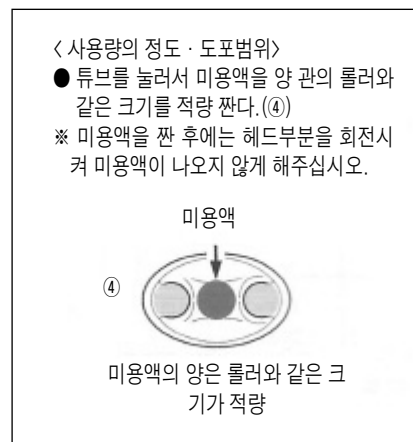 〈 사용량의 정도 · 도포범위〉
● 튜브를 눌러서 미용액을 양 관의 롤러와
같은 크기를 적량 짠다.(④)
※ 미용액을 짠 후에는 헤드부분을 회전시
켜 미용액이 나오지 않게 해주십시오.
미용액
④
미용액의 양은 롤러와 같은 크
기가 적량